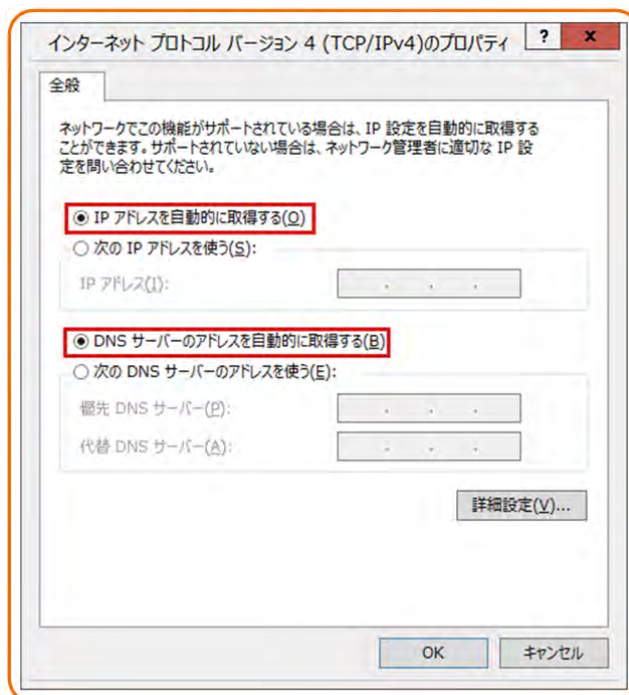 インターネット プロトコル バージョン 4 (TCP/IPv4)のプロパティ
?
x
全般
ネットワークでこの機能がサポートされている場合は、IP 設定を自動的に取得する
ことができます。サポートされていない場合は、ネットワーク管理者に適切な IP 設
定を問い合わせてください。
IP アドレスを自動的に取得する(O)
次の IP アドレスを使う(S):
IP アドレス(I):
DNS サーバーのアドレスを自動的に取得する(B)
次の DNS サーバーのアドレスを使う(E):
優先 DNS サーバー(P):
代替 DNS サーバー(A):
詳細設定(V)...
OK
キャンセル